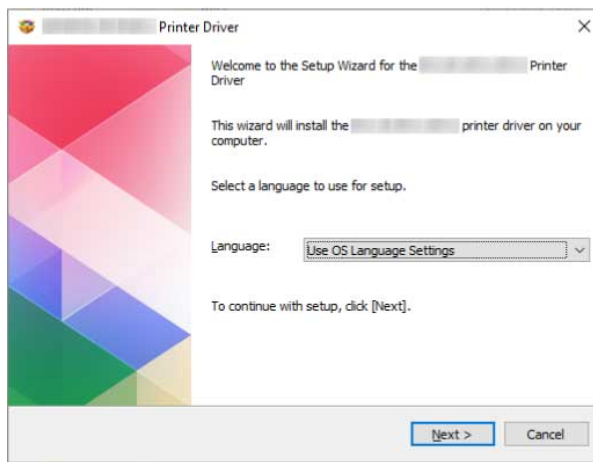 Printer Driver
Welcome to the Setup Wizard for the Printer
Driver
This wizard will install the printer driver on your
computer.
Select a language to use for setup.
Language: Use OS Language Settings
To continue with setup, click [Next].
Next > Cancel